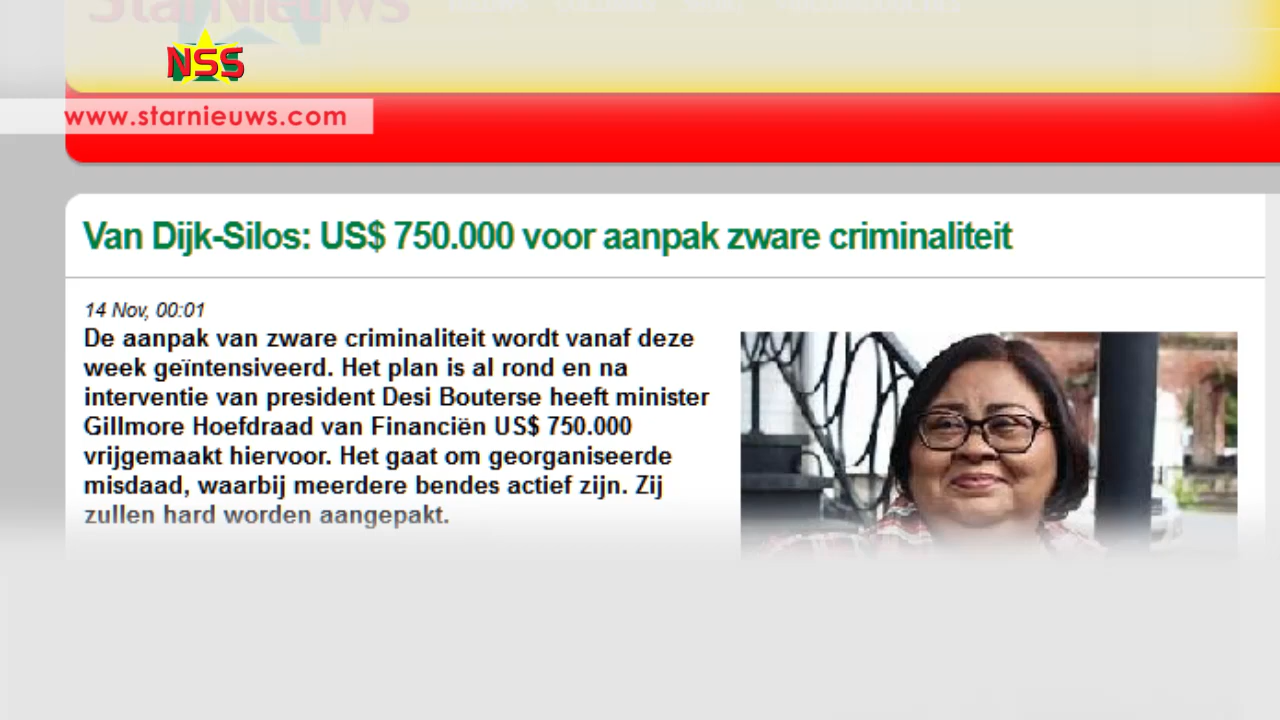 StarNieuws
NSS
www.starnieuws.com
Van Dijk-Silos: US$ 750.000 voor aanpak zware criminaliteit
14 Nov, 00:01
De aanpak van zware criminaliteit wordt vanaf deze
week geïntensiveerd. Het plan is al rond en na
interventie van president Desi Bouterse heeft minister
Gillmore Hoefdraad van Financiën US$ 750.000
vrijgemaakt hiervoor. Het gaat om georganiseerde
misdaad, waarbij meerdere bendes actief zijn. Zij
zullen hard worden aangepakt.